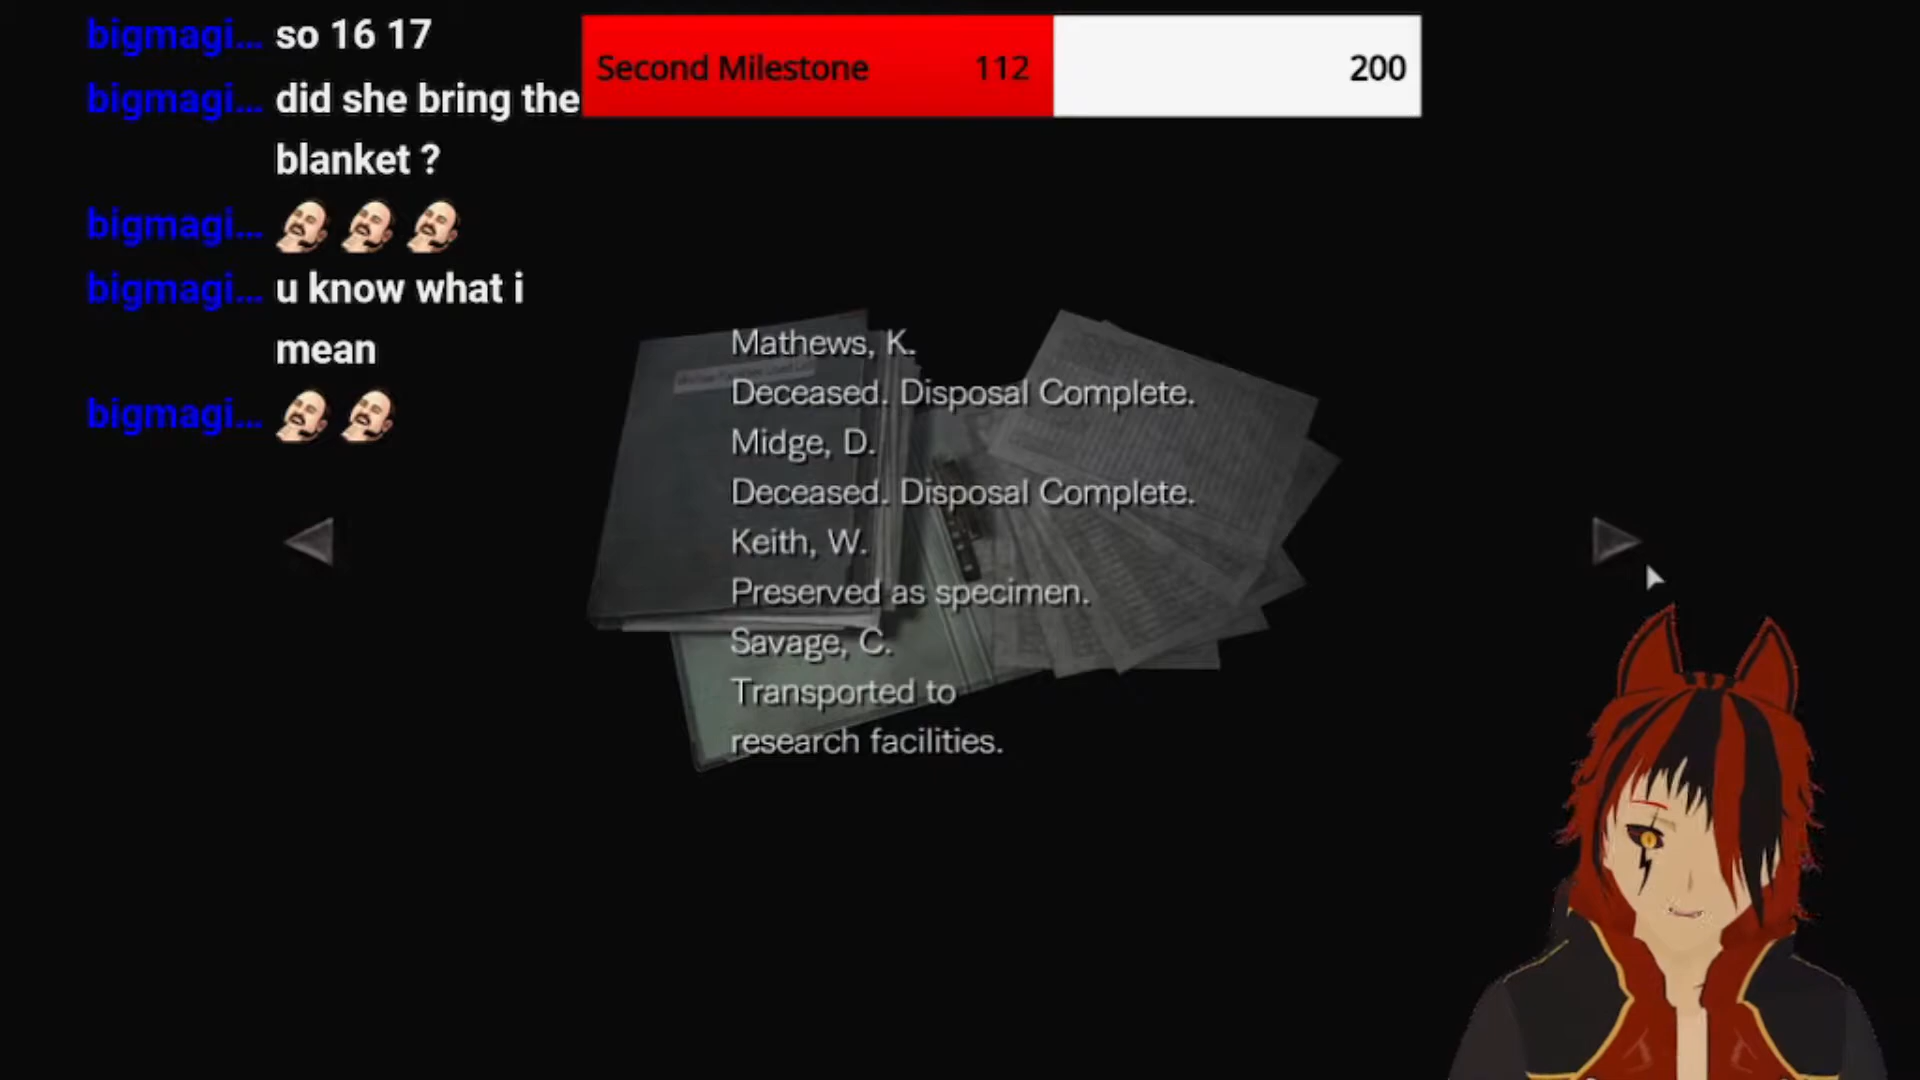 bigmagi... so 16 17
bigmagi... did she bring the
blanket ?
bigmagi...
bigmagi... u know what i
mean
bigmagi...
Second Milestone 112 200
Mathews, K.
Deceased. Disposal Complete.
Midge, D.
Deceased. Disposal Complete.
Keith, W.
Preserved as specimen.
Savage, C.
Transported to
research facilities.